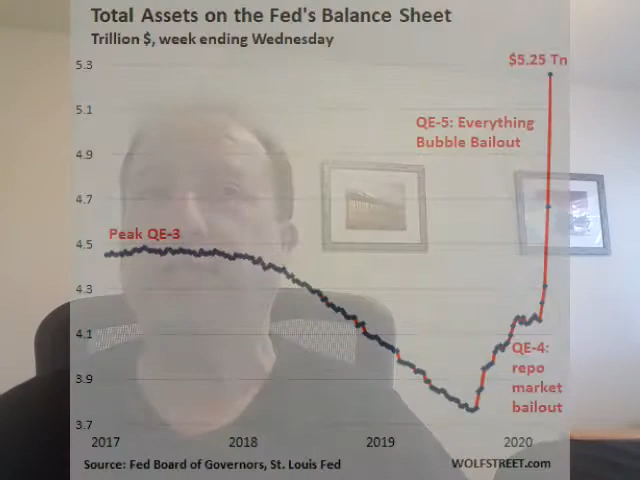 Total Assets on the Fed's Balance Sheet
Trillion $, week ending Wednesday
5.3
$5.25 Tn
5.1
QE-5: Everything
Bubble Bailout
4.9
4.7
Peak QE-3
4.5
4.3
4.1
QE-4:
repo
market
bailout
3.9
3.7
2017 2018 2019 2020
Source: Fed Board of Governors, St. Louis Fed WOLFSTREET.com